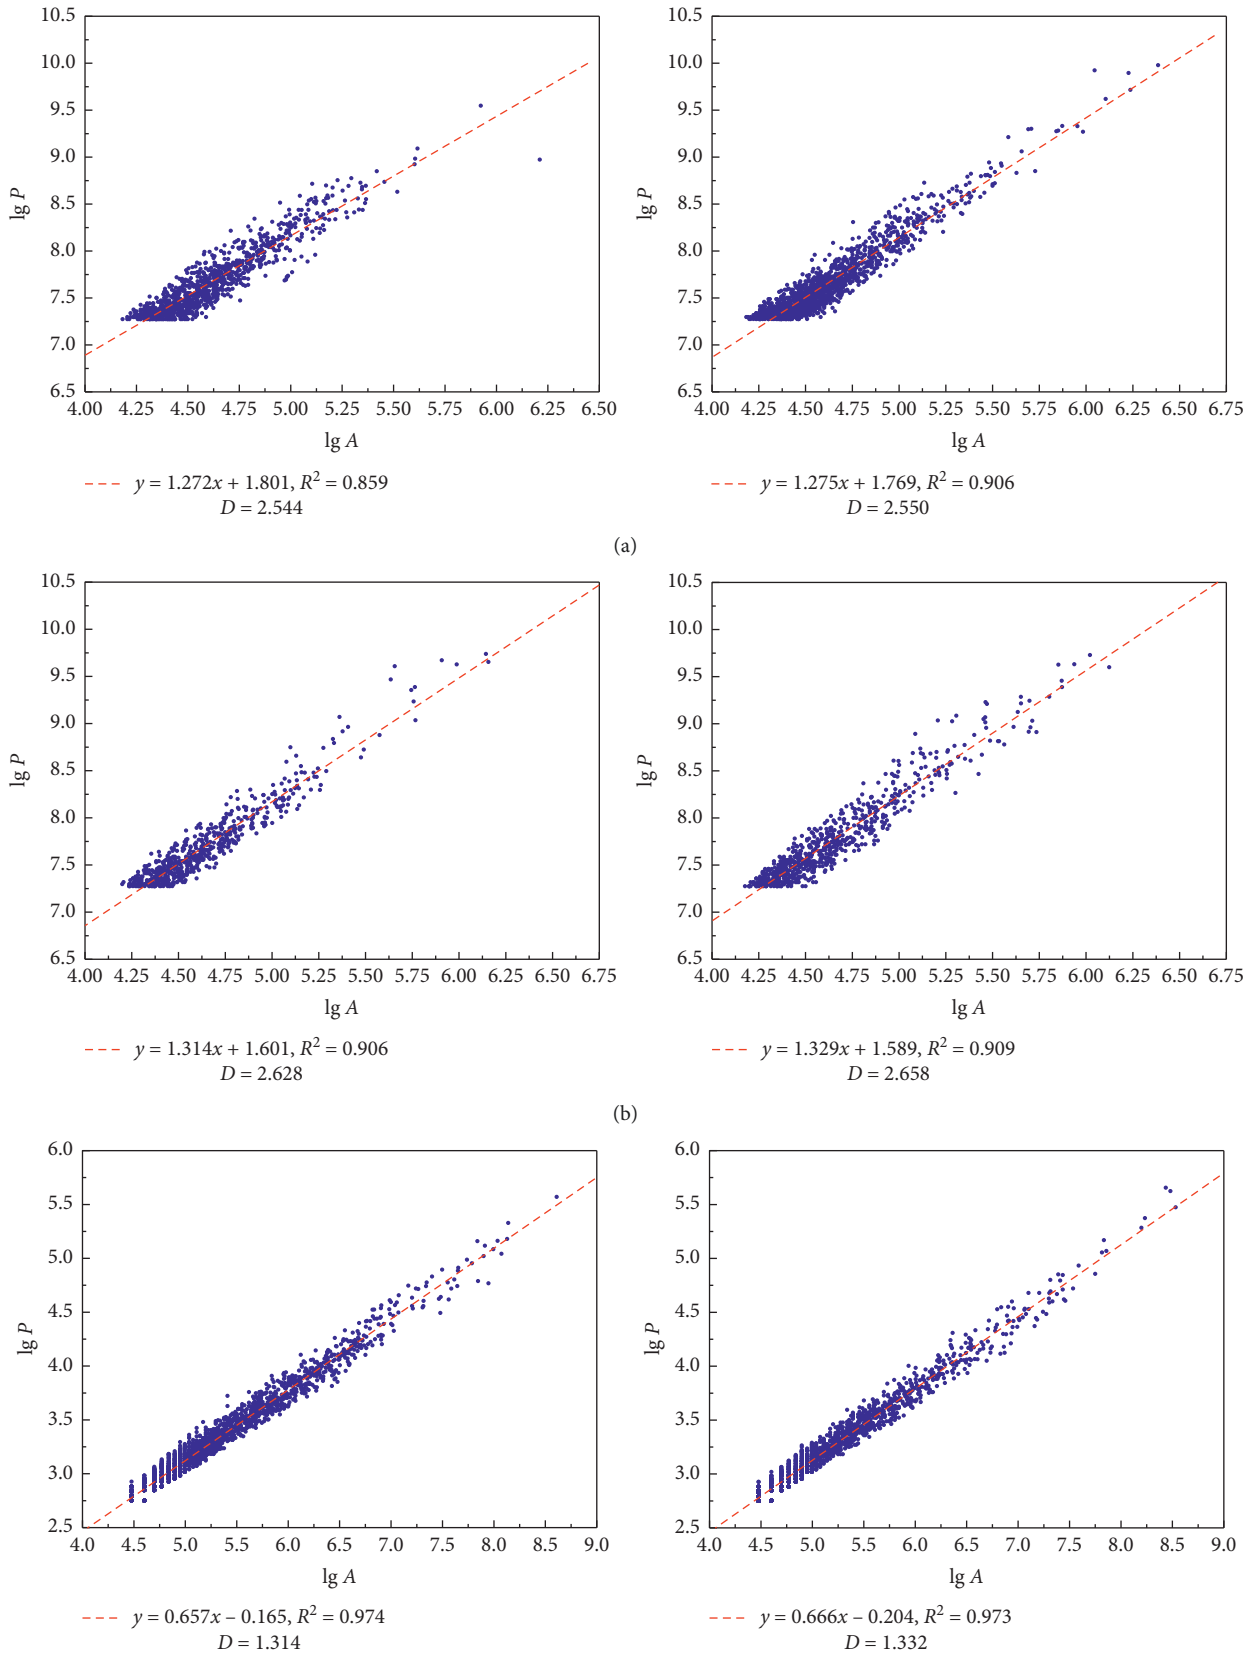 10.5
10.0
9.5
9.0
8.5
8.0
7.5
7.0
6.5
lg P
4.00 4.25 4.50 4.75 5.00 5.25 5.50 5.75 6.00 6.25 6.50
lg A
y = 1.272x + 1.801, R² = 0.859
D = 2.544
10.5
10.0
9.5
9.0
8.5
8.0
7.5
7.0
6.5
lg P
4.00 4.25 4.50 4.75 5.00 5.25 5.50 5.75 6.00 6.25 6.50 6.75
lg A
y = 1.275x + 1.769, R² = 0.906
D = 2.550
(a)
10.5
10.0
9.5
9.0
8.5
8.0
7.5
7.0
6.5
lg P
4.00 4.25 4.50 4.75 5.00 5.25 5.50 5.75 6.00 6.25 6.50 6.75
lg A
y = 1.314x + 1.601, R² = 0.906
D = 2.628
10.5
10.0
9.5
9.0
8.5
8.0
7.5
7.0
6.5
lg P
4.00 4.25 4.50 4.75 5.00 5.25 5.50 5.75 6.00 6.25 6.50 6.75
lg A
y = 1.329x + 1.589, R² = 0.909
D = 2.658
(b)
6.0
5.5
5.0
4.5
4.0
3.5
3.0
2.5
lg P
4.0 4.5 5.0 5.5 6.0 6.5 7.0 7.5 8.0 8.5 9.0
lg A
y = 0.657x – 0.165, R² = 0.974
D = 1.314
6.0
5.5
5.0
4.5
4.0
3.5
3.0
2.5
lg P
4.0 4.5 5.0 5.5 6.0 6.5 7.0 7.5 8.0 8.5 9.0
lg A
y = 0.666x – 0.204, R² = 0.973
D = 1.332